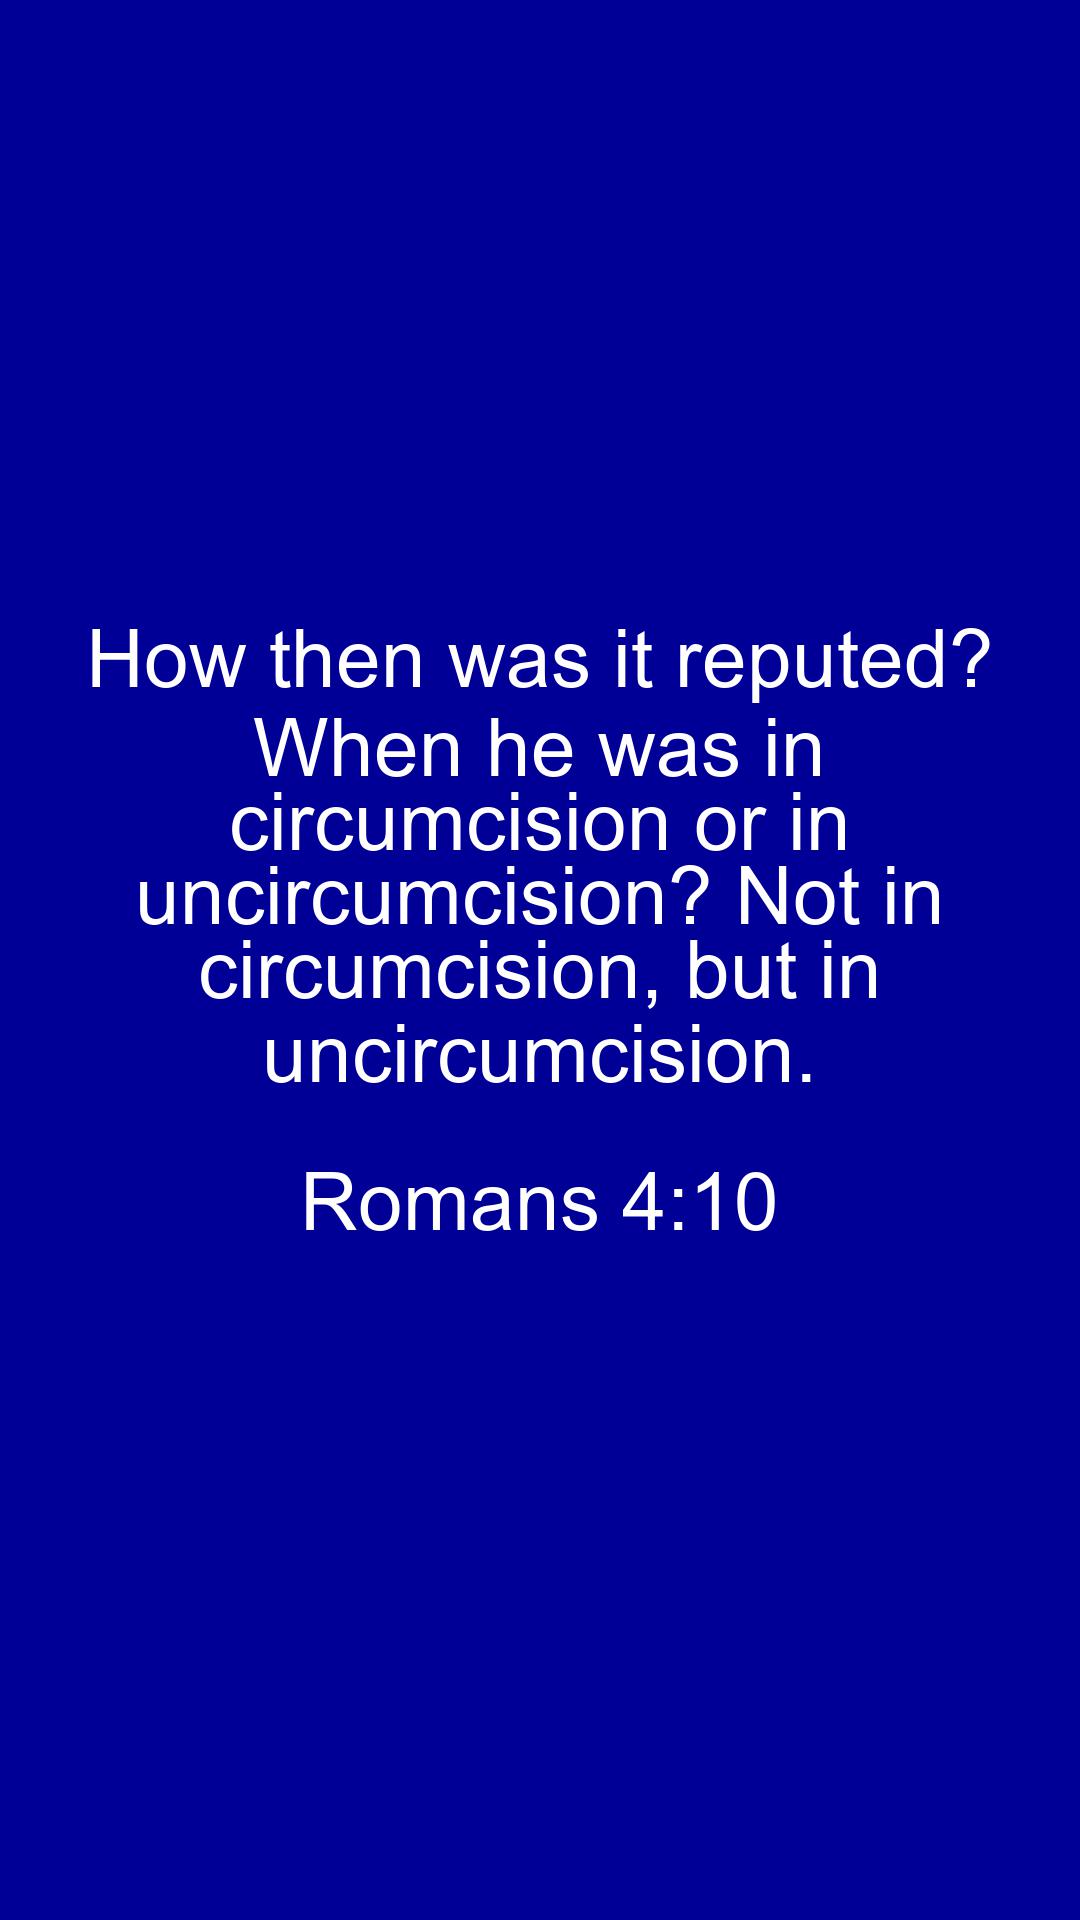 How then was it reputed?
When he was in
circumcision or in
uncircumcision? Not in
circumcision, but in
uncircumcision.
Romans 4:10